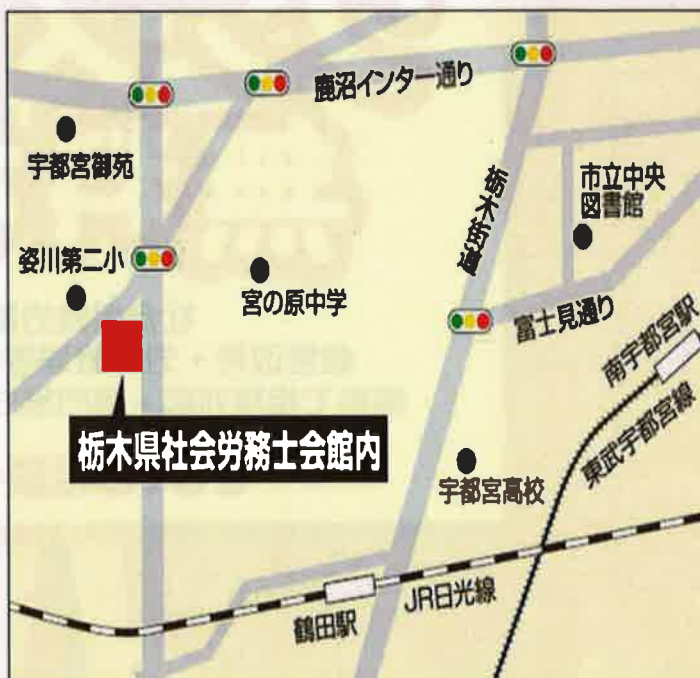 鹿沼インター通り
宇都宮御苑
栃木街道
市立中央
図書館
姿川第二小
宮の原中学
富士見通り
南宇都宮駅
東武宇都宮線
栃木県社会労務士会館内
宇都宮高校
JR日光線
鶴田駅